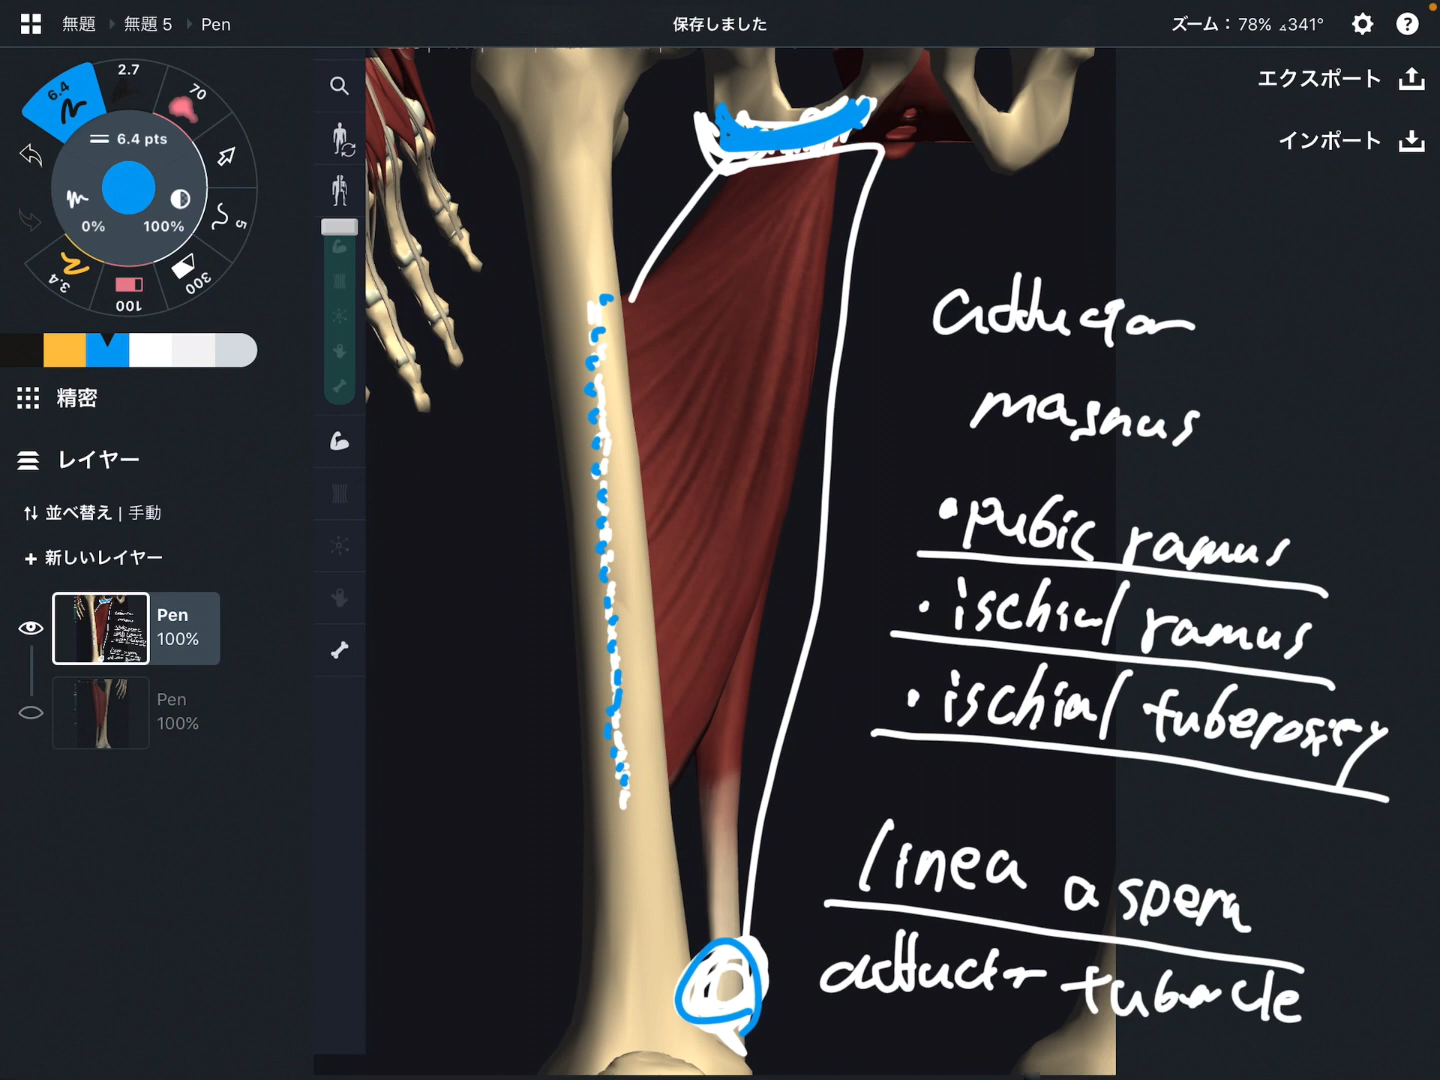 無題 無題 5 Pen
保存しました
ズーム：78% ⊿341°
エクスポート
インポート
2.7
6.4
70
6.4 pts
0%
100%
5
3.4
100
300
精密
レイヤー
並べ替え | 手動
+ 新しいレイヤー
Pen
100%
Pen
100%
adductor
magnus
・pubic ramus
・ischial ramus
・ischial tuberosity
linea aspera
adductor tubercle